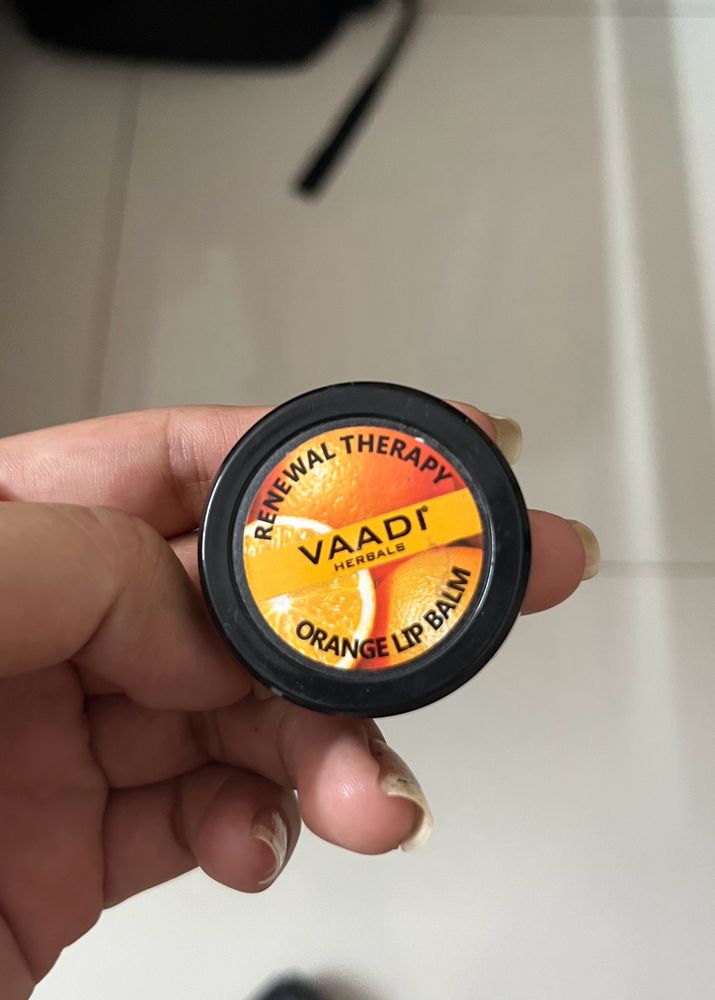 RENEWAL THERAPY
VAADI®
HERBALS
ORANGE LIP BALM